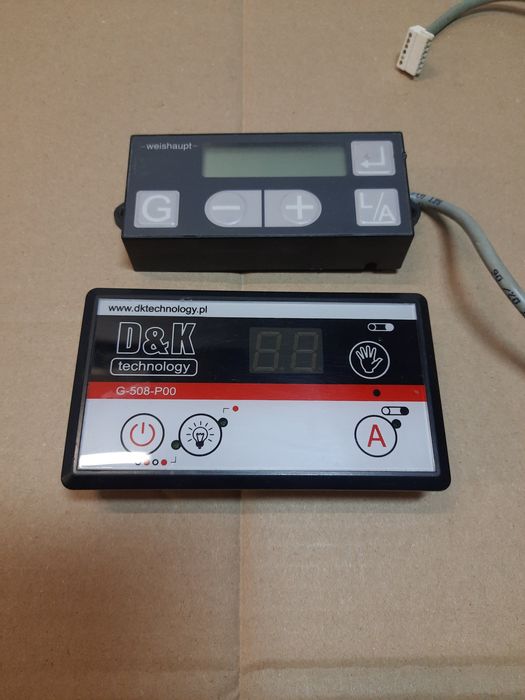 -weishaupt-
G
L/A
www.dktechnology.pl
D&K
technology
G-508-P00
A